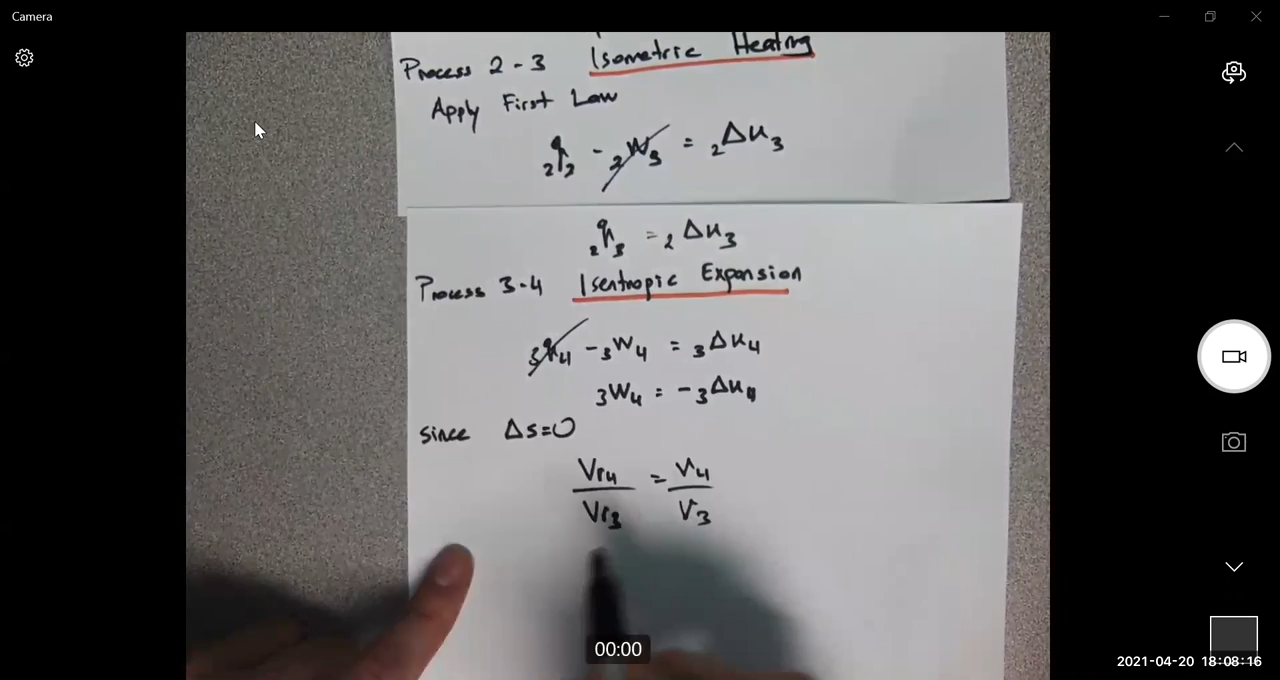 Camera
Process 2-3 Isometric Heating
Apply First Law
₂q₂ - ₂W₃ = ₂Δu₃
₂q₃ = ₂Δu₃
Process 3-4 Isentropic Expansion
₃q₄ - ₃W₄ = ₃Δu₄
₃W₄ = -₃Δu₄
since Δs=0
Vr₄/Vr₃ = V₄/V₃
00:00
2021-04-20 18:08:16